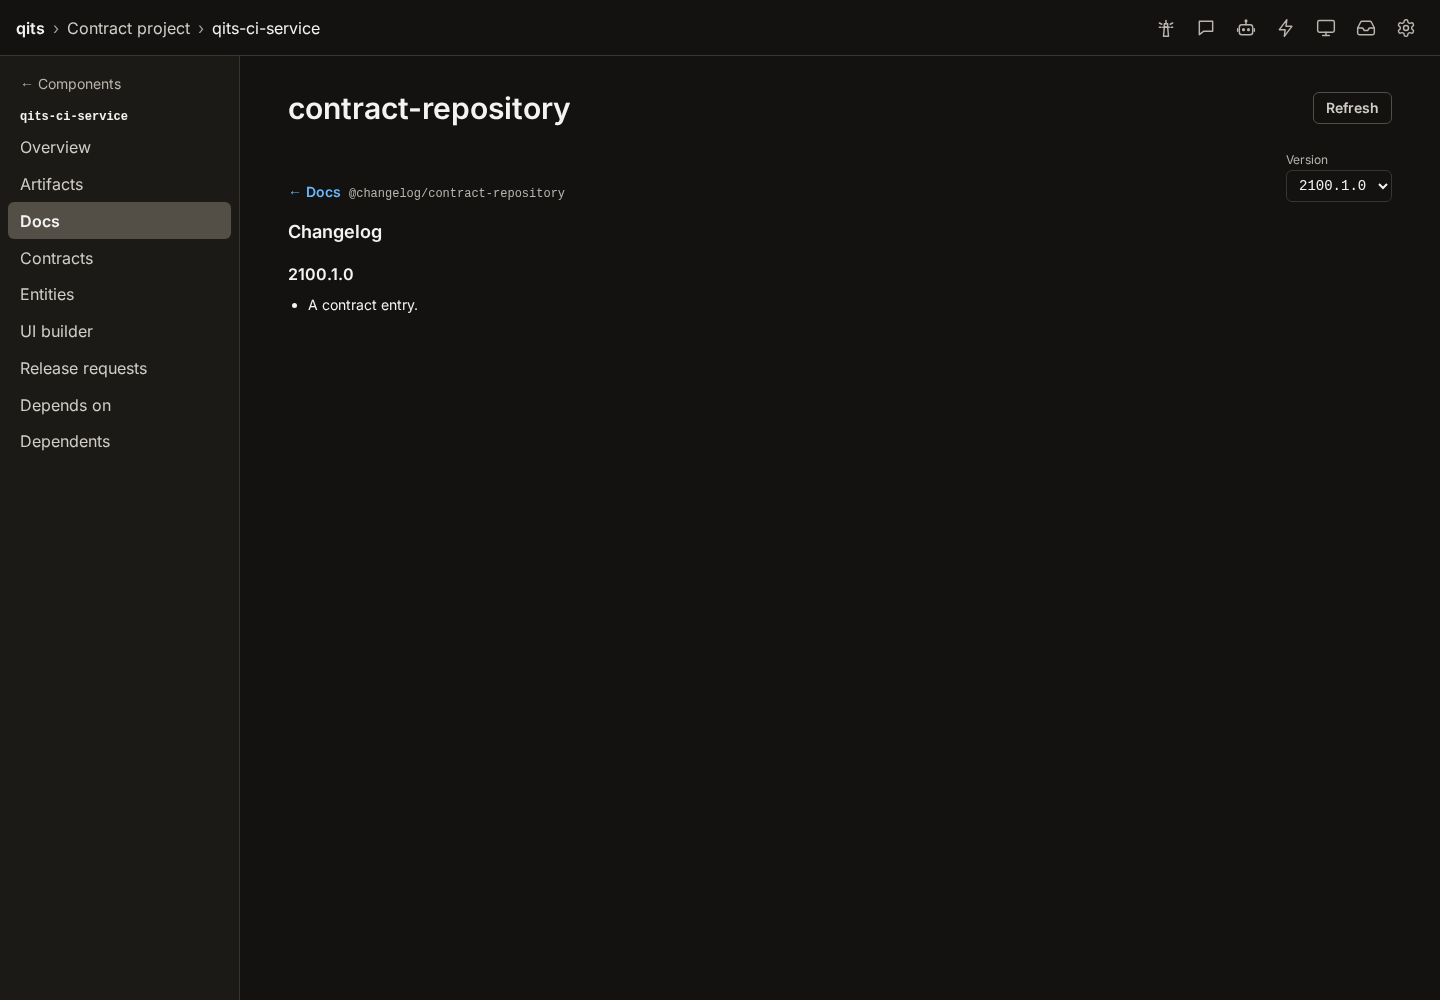 qits › Contract project › qits-ci-service
← Components
qits-ci-service
Overview
Artifacts
Docs
Contracts
Entities
UI builder
Release requests
Depends on
Dependents
contract-repository
Refresh
Version
2100.1.0
← Docs @changelog/contract-repository
Changelog
2100.1.0
• A contract entry.